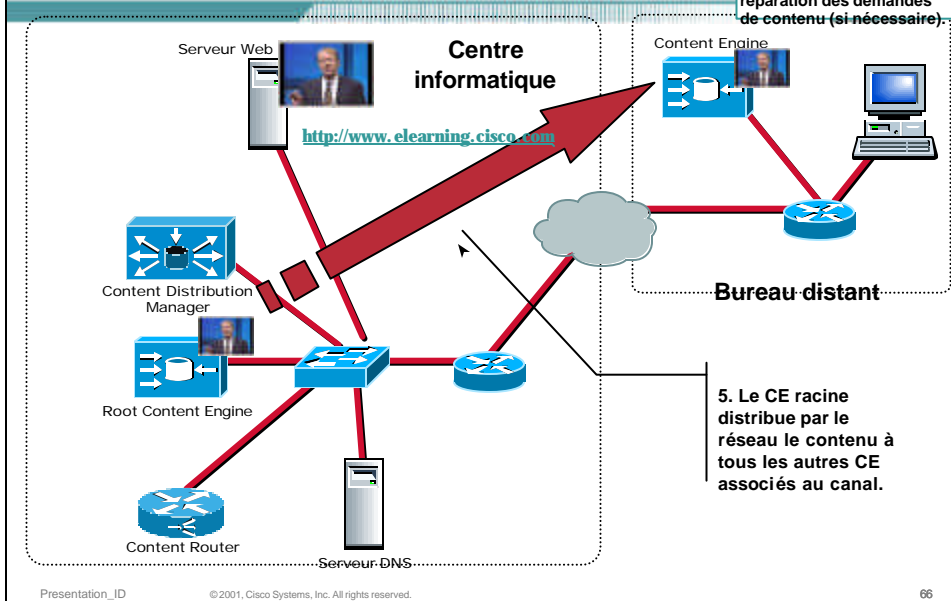 réparation des demandes
de contenu (si nécessaire).
Serveur Web
Centre
informatique
Content Engine
http://www. elearning.cisco.com
Content Distribution
Manager
Bureau distant
Root Content Engine
5. Le CE racine
distribue par le
réseau le contenu à
tous les autres CE
associés au canal.
Content Router
Serveur DNS
Presentation_ID
© 2001, Cisco Systems, Inc. All rights reserved.
66